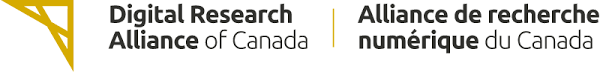 Digital Research
Alliance of Canada
Alliance de recherche
numérique du Canada